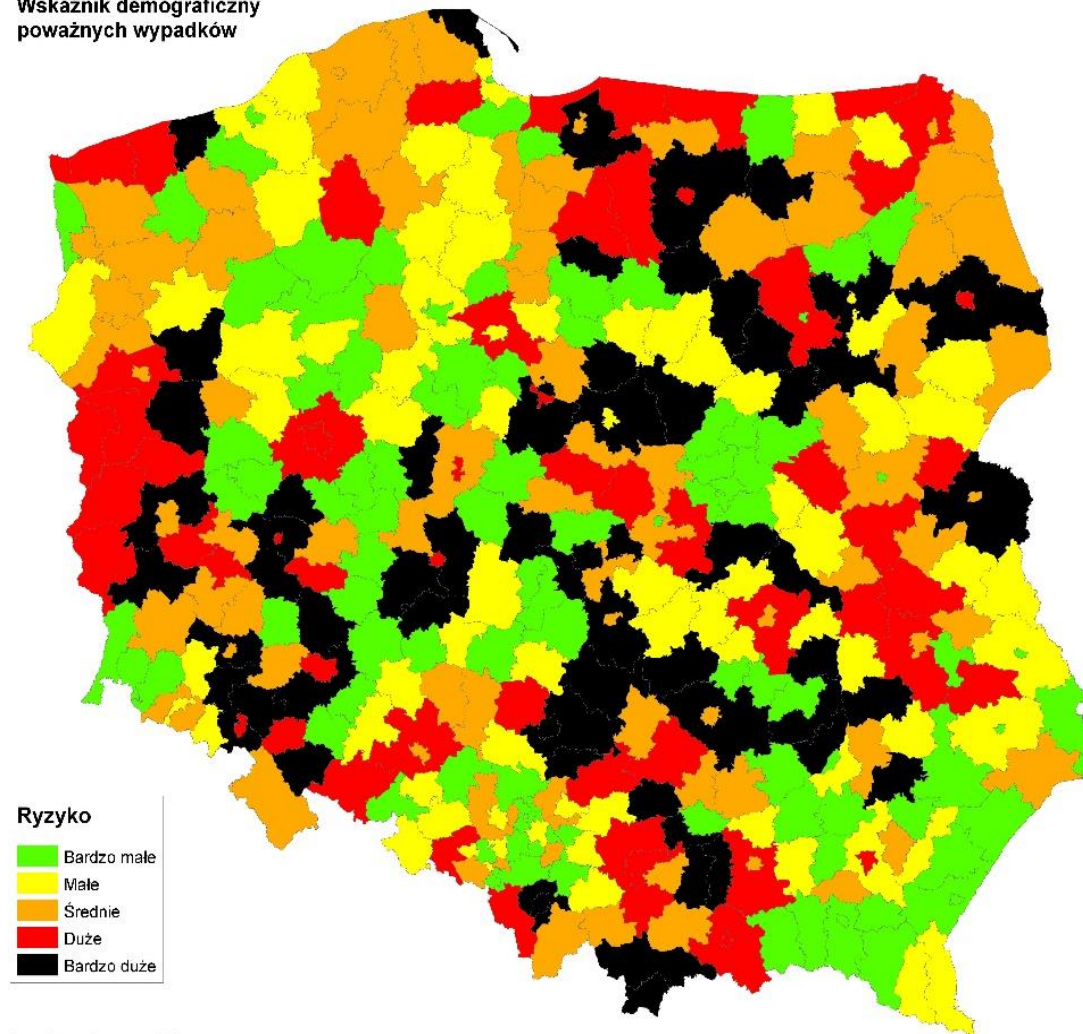 Wskaźnik demograficzny
poważnych wypadków
Ryzyko
Bardzo małe
Małe
Średnie
Duże
Bardzo duże